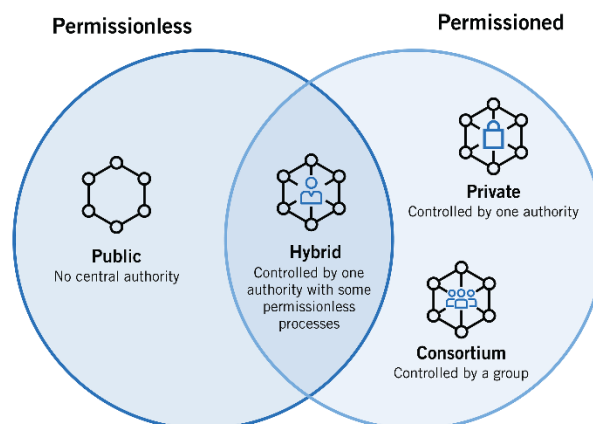 Permissionless
Permissioned
Public
No central authority
Hybrid
Controlled by one
authority with some
permissionless
processes
Private
Controlled by one authority
Consortium
Controlled by a group